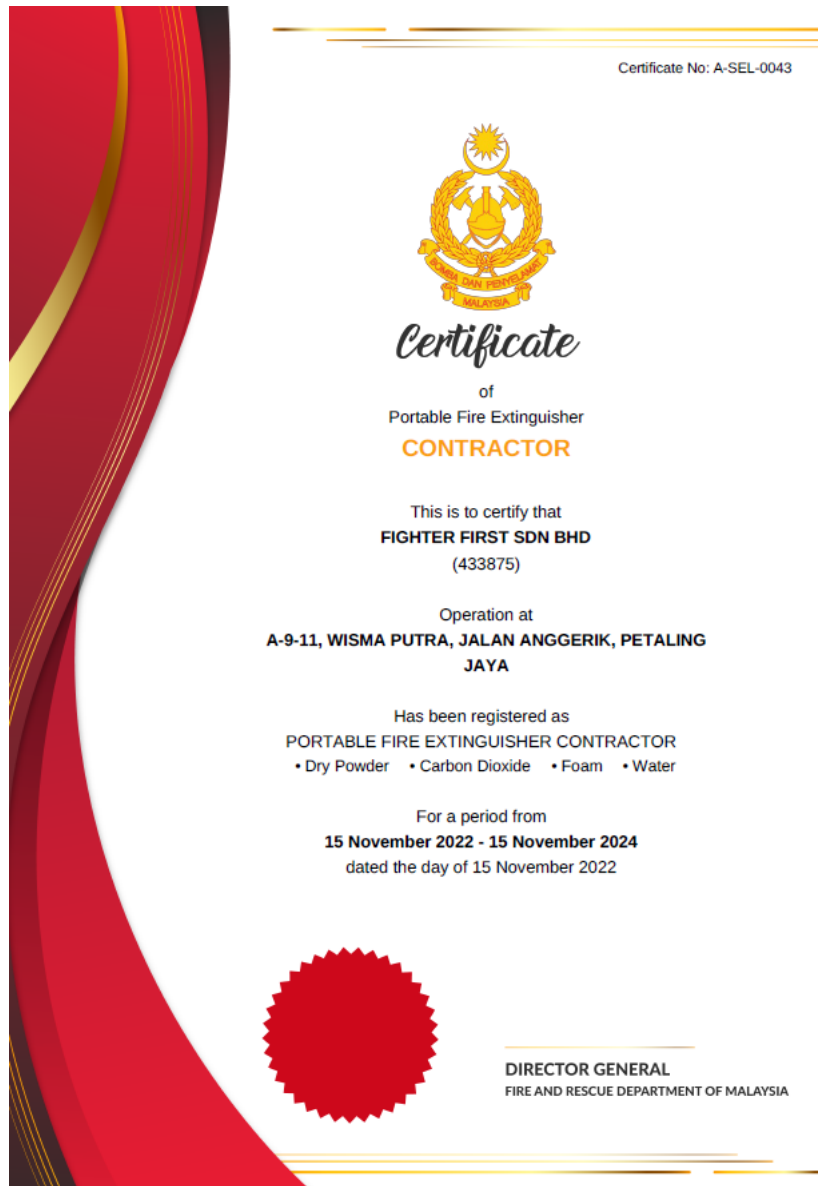 Certificate No: A-SEL-0043
BOMBA DAN PENYELAMAT
MALAYSIA
Certificate
of
Portable Fire Extinguisher
CONTRACTOR
This is to certify that
FIGHTER FIRST SDN BHD
(433875)
Operation at
A-9-11, WISMA PUTRA, JALAN ANGGERIK, PETALING
JAYA
Has been registered as
PORTABLE FIRE EXTINGUISHER CONTRACTOR
• Dry Powder • Carbon Dioxide • Foam • Water
For a period from
15 November 2022 - 15 November 2024
dated the day of 15 November 2022
DIRECTOR GENERAL
FIRE AND RESCUE DEPARTMENT OF MALAYSIA